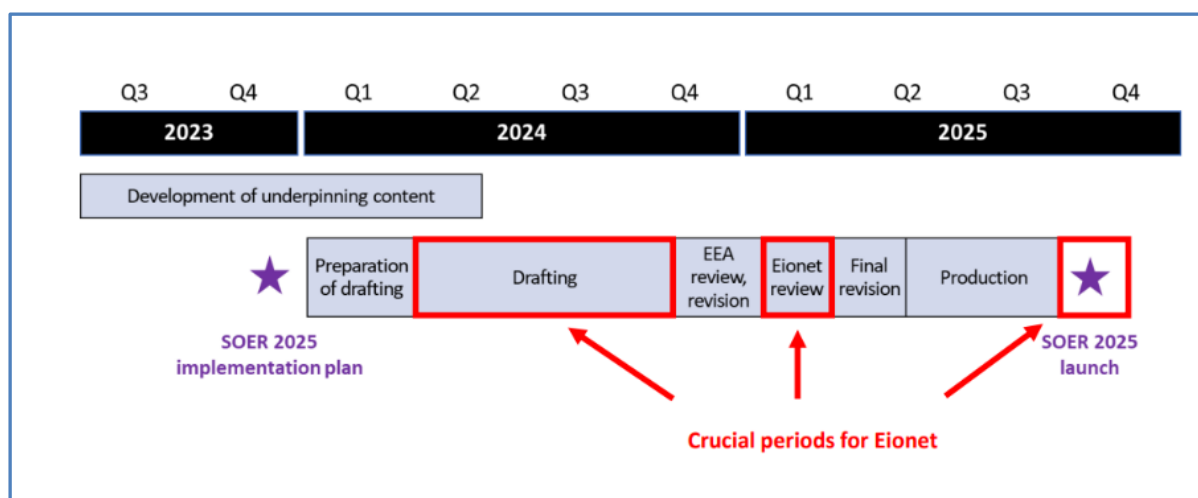 Q3 Q4 Q1 Q2 Q3 Q4 Q1 Q2 Q3 Q4
2023 2024 2025
Development of underpinning content
Preparation
of drafting
Drafting
EEA
review,
revision
Eionet
review
Final
revision
Production
SOER 2025
implementation plan
SOER 2025
launch
Crucial periods for Eionet